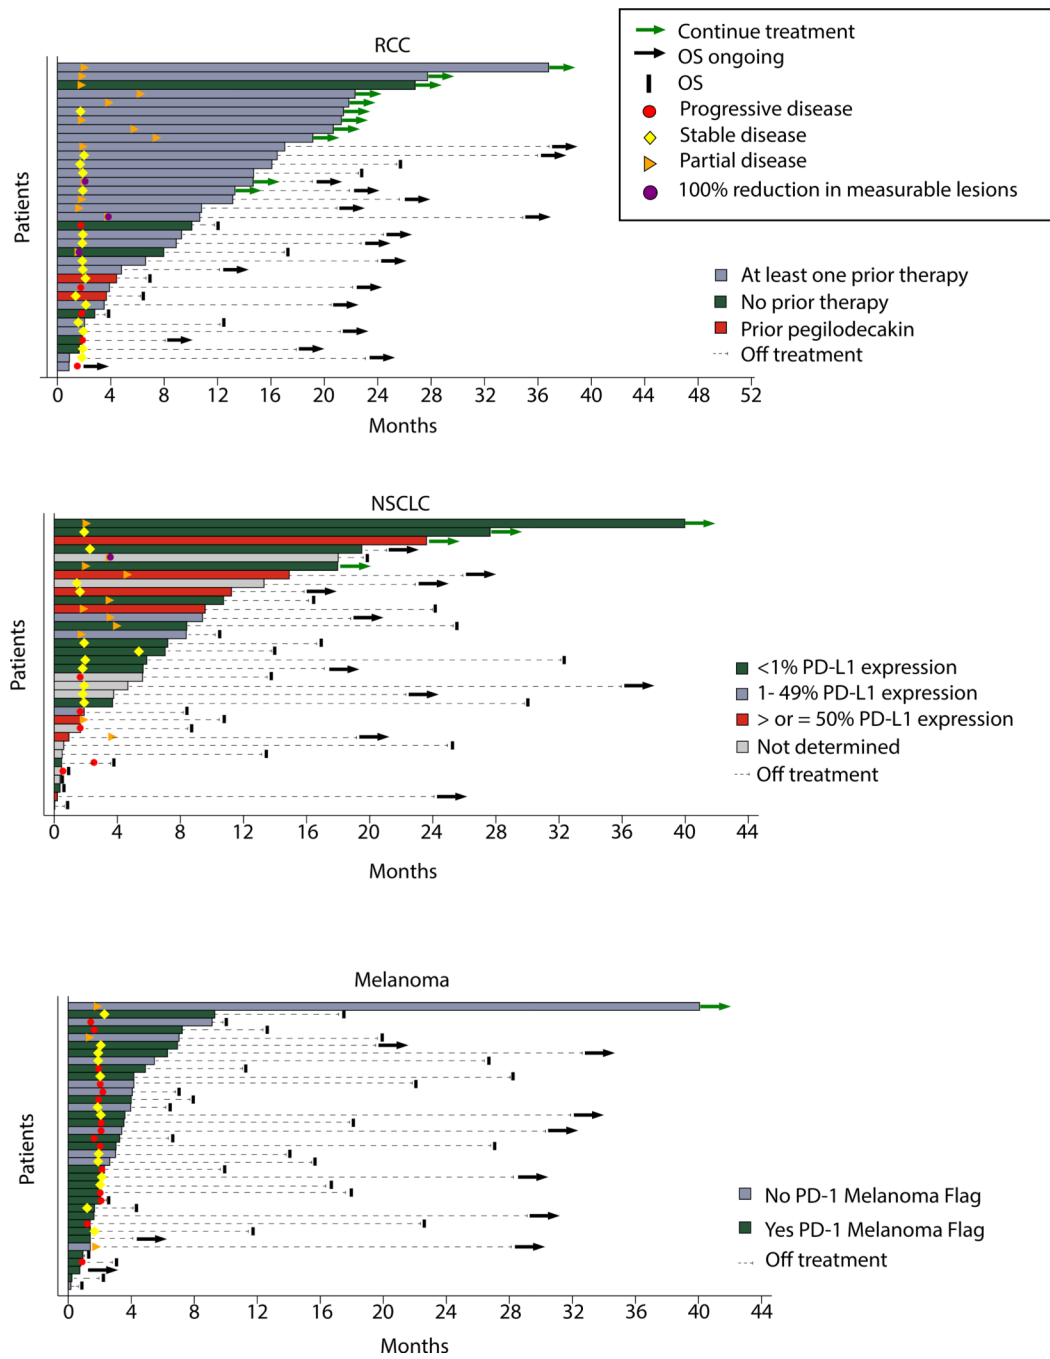 RCC
Continue treatment
OS ongoing
OS
Progressive disease
Stable disease
Partial disease
100% reduction in measurable lesions
Patients
At least one prior therapy
No prior therapy
Prior pegilodecakin
Off treatment
0 4 8 12 16 20 24 28 32 36 40 44 48 52
Months
NSCLC
Patients
<1% PD-L1 expression
1- 49% PD-L1 expression
> or = 50% PD-L1 expression
Not determined
Off treatment
0 4 8 12 16 20 24 28 32 36 40 44
Months
Melanoma
Patients
No PD-1 Melanoma Flag
Yes PD-1 Melanoma Flag
Off treatment
0 4 8 12 16 20 24 28 32 36 40 44
Months